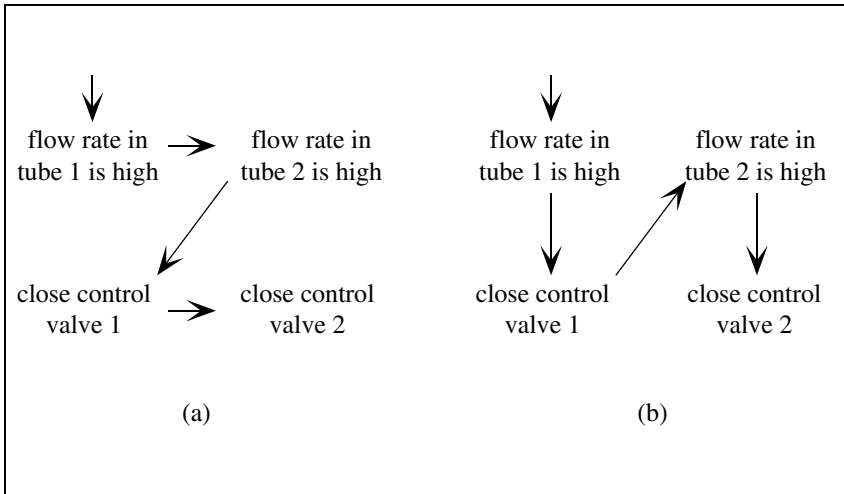 flow rate in
tube 1 is high
flow rate in
tube 2 is high
close control
valve 1
close control
valve 2
(a)
flow rate in
tube 1 is high
flow rate in
tube 2 is high
close control
valve 1
close control
valve 2
(b)